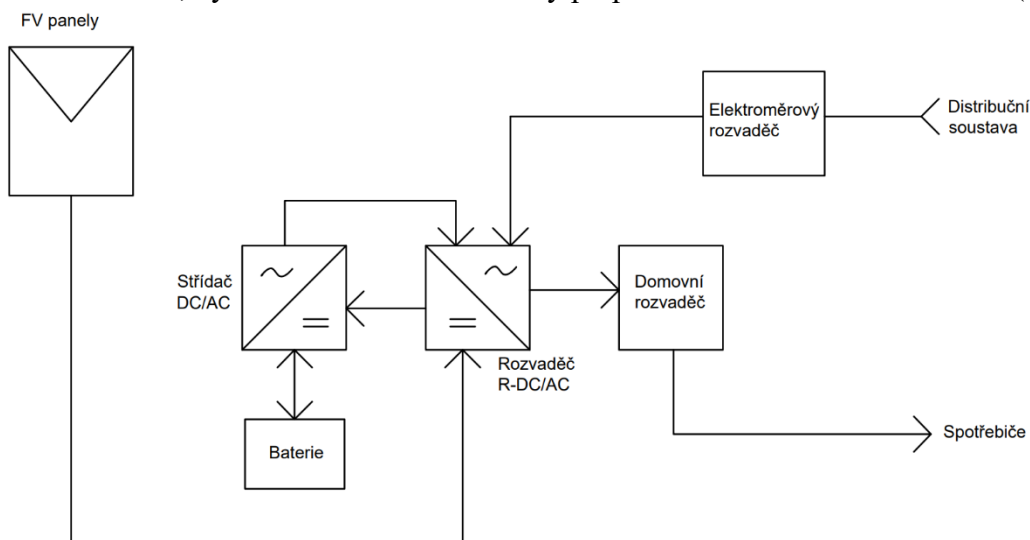 FV panely
Elektroměrový
rozvaděč
Distribuční
soustava
Střídač
DC/AC
Domovní
rozvaděč
Rozvaděč
R-DC/AC
Baterie
Spotřebiče